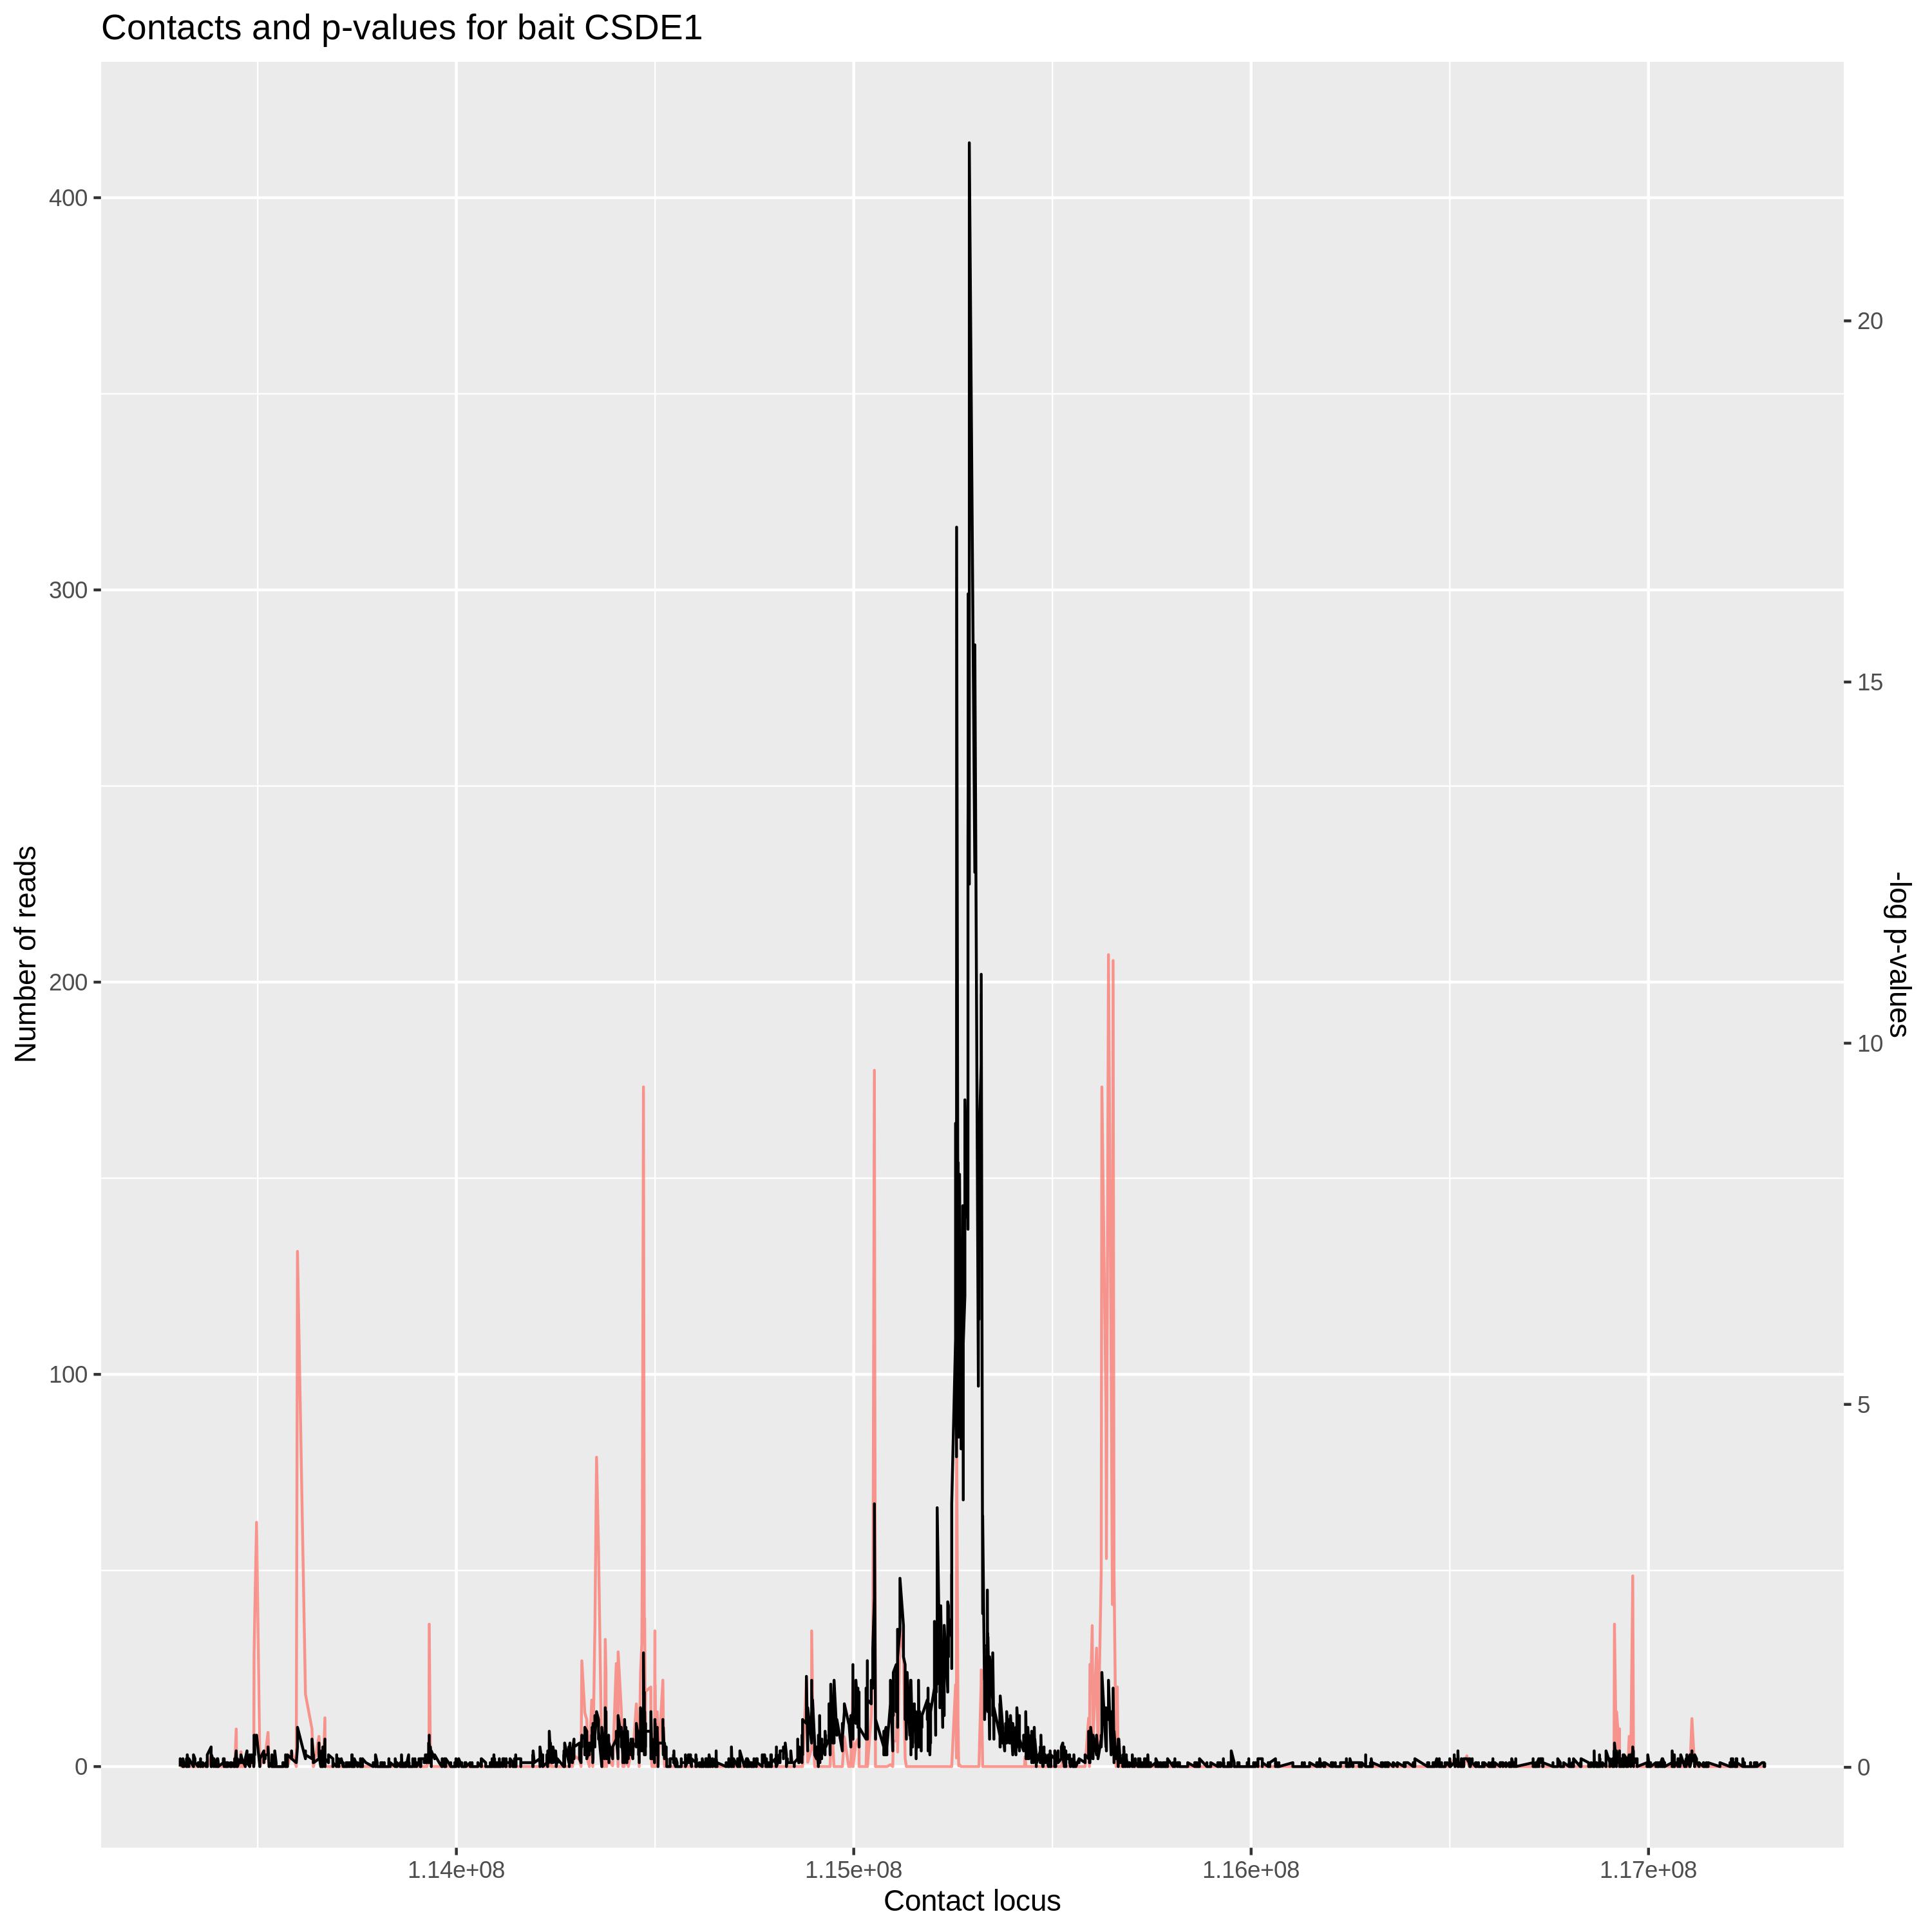 Contacts and p-values for bait CSDE1
Number of reads
400
300
200
100
0
20
15
10
5
0
-log p-values
1.14e+08
1.15e+08
1.16e+08
1.17e+08
Contact locus